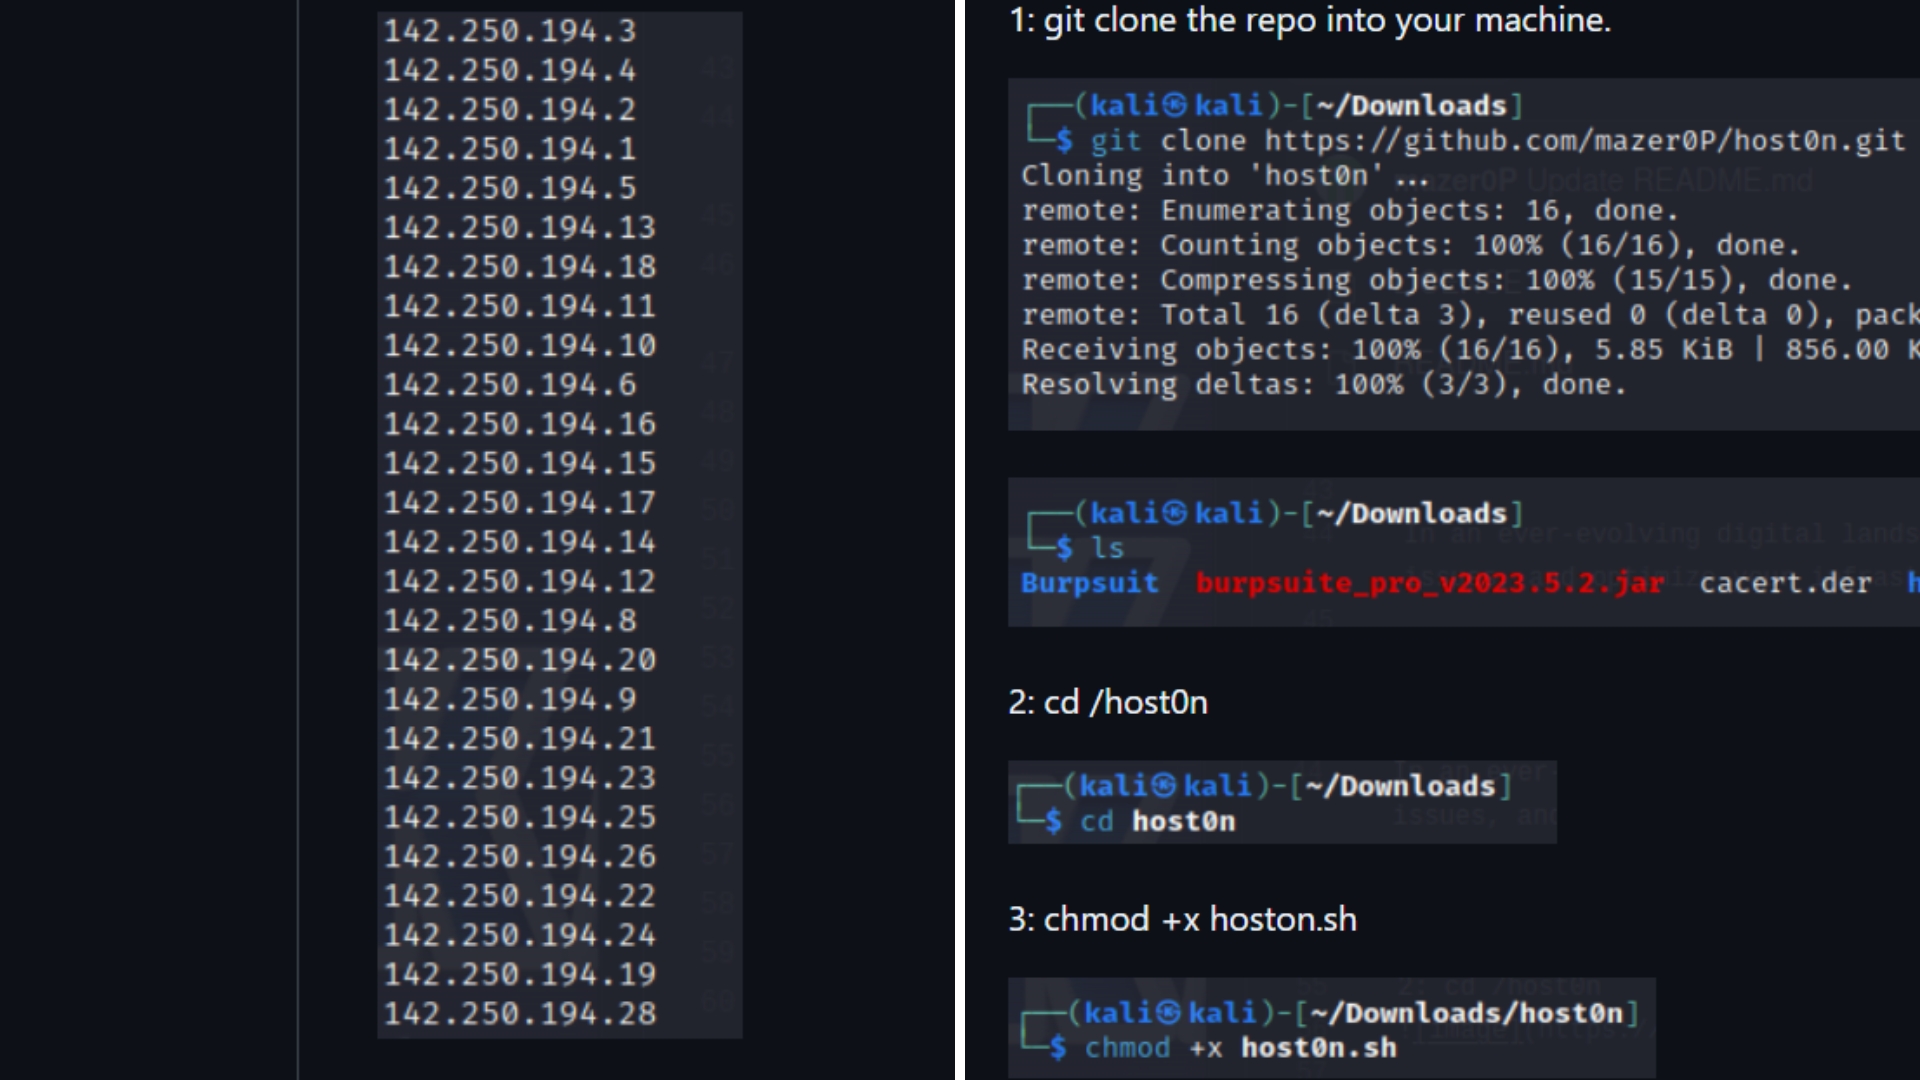 142.250.194.3
142.250.194.4
142.250.194.2
142.250.194.1
142.250.194.5
142.250.194.13
142.250.194.18
142.250.194.11
142.250.194.10
142.250.194.6
142.250.194.16
142.250.194.15
142.250.194.17
142.250.194.14
142.250.194.12
142.250.194.8
142.250.194.20
142.250.194.9
142.250.194.21
142.250.194.23
142.250.194.25
142.250.194.26
142.250.194.22
142.250.194.24
142.250.194.19
142.250.194.28
1: git clone the repo into your machine.
┌──(kali㉿kali)-[~/Downloads]
└─$ git clone https://github.com/mazer0P/host0n.git
Cloning into 'host0n'...
remote: Enumerating objects: 16, done.
remote: Counting objects: 100% (16/16), done.
remote: Compressing objects: 100% (15/15), done.
remote: Total 16 (delta 3), reused 0 (delta 0), pack
Receiving objects: 100% (16/16), 5.85 KiB | 856.00 K
Resolving deltas: 100% (3/3), done.
┌──(kali㉿kali)-[~/Downloads]
└─$ ls
Burpsuit burpsuite_pro_v2023.5.2.jar cacert.der h
2: cd /host0n
┌──(kali㉿kali)-[~/Downloads]
└─$ cd host0n
3: chmod +x hoston.sh
┌──(kali㉿kali)-[~/Downloads/host0n]
└─$ chmod +x host0n.sh